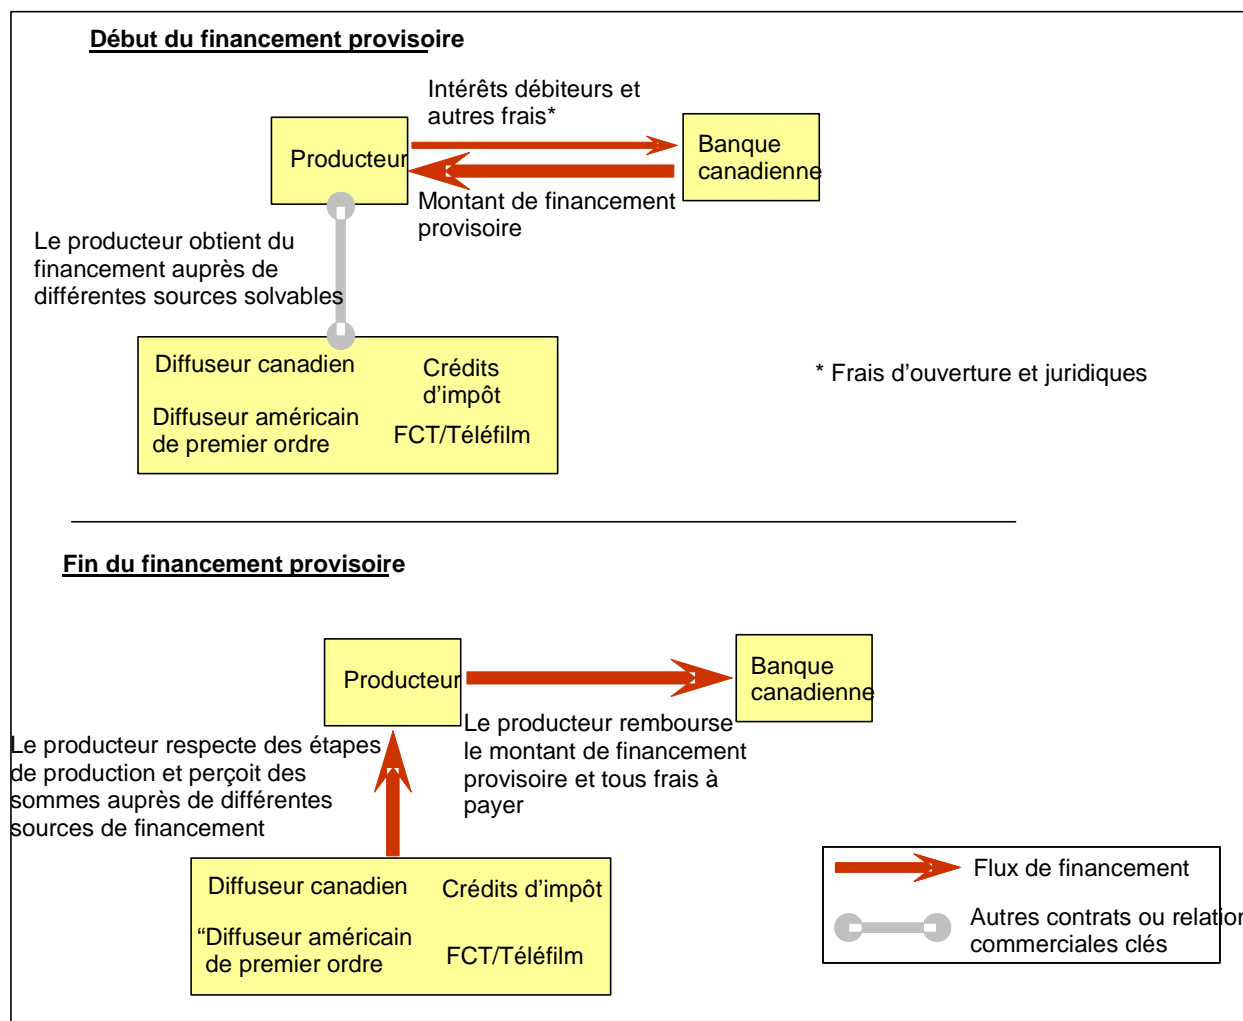 Début du financement provisoire
Intérêts débiteurs et
autres frais*
Producteur
Banque
canadienne
Montant de financement
provisoire
Le producteur obtient du
financement auprès de
différentes sources solvables
Diffuseur canadien
Crédits
d’impôt
Diffuseur américain
de premier ordre
FCT/Téléfilm
* Frais d’ouverture et juridiques
Fin du financement provisoire
Producteur
Banque
canadienne
Le producteur rembourse
le montant de financement
provisoire et tous frais à
payer
Le producteur respecte des étapes
de production et perçoit des
sommes auprès de différentes
sources de financement
Diffuseur canadien
Crédits d’impôt
“Diffuseur américain
de premier ordre
FCT/Téléfilm
Flux de financement
Autres contrats ou relation
commerciales clés